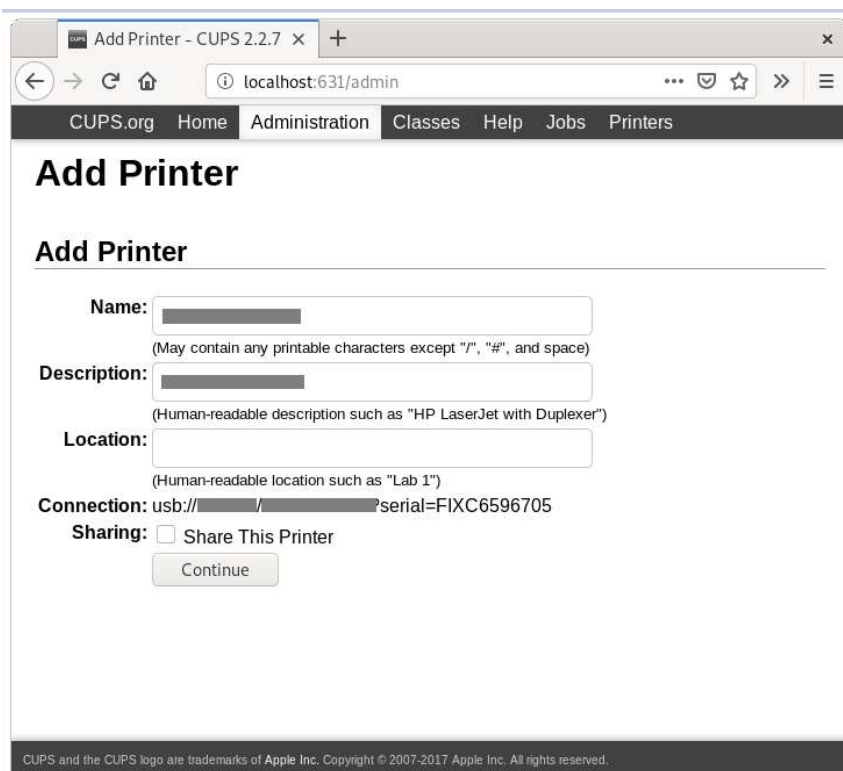 CUPS Add Printer - CUPS 2.2.7
localhost:631/admin
CUPS.org Home Administration Classes Help Jobs Printers
Add Printer
Add Printer
Name:
(May contain any printable characters except "/", "#", and space)
Description:
(Human-readable description such as "HP LaserJet with Duplexer")
Location:
(Human-readable location such as "Lab 1")
Connection: usb:// / ?serial=FIXC6596705
Sharing: Share This Printer
Continue
CUPS and the CUPS logo are trademarks of Apple Inc. Copyright © 2007-2017 Apple Inc. All rights reserved.